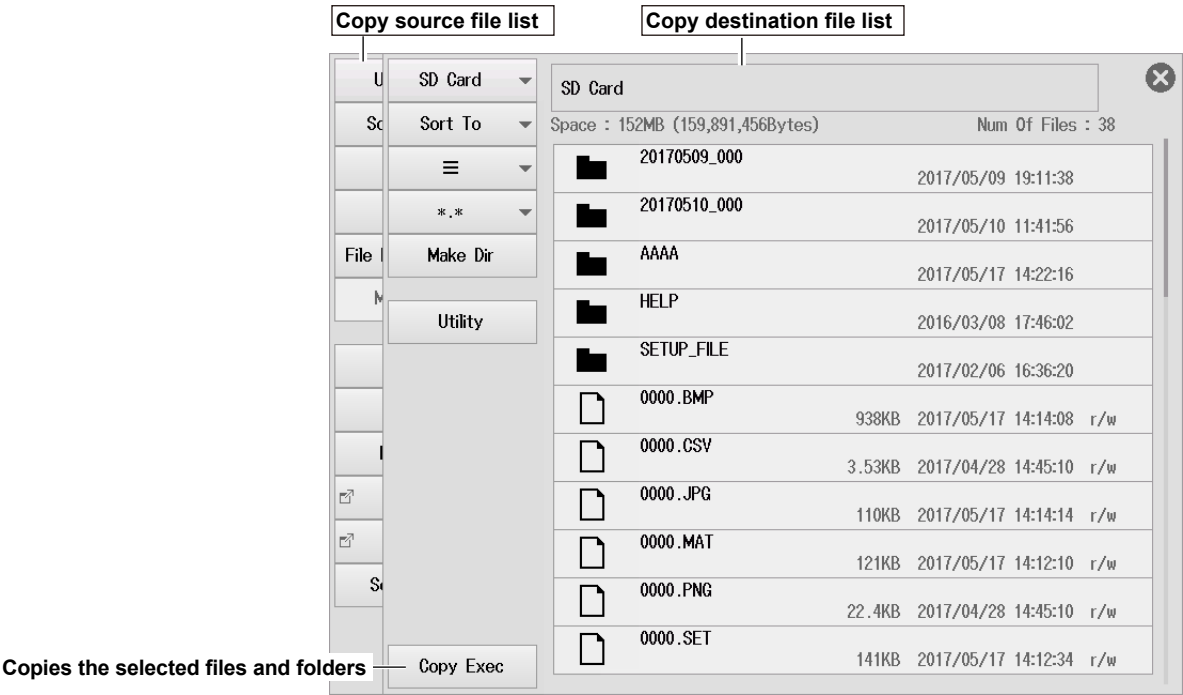 Copy source file list
Copy destination file list
U
SD Card
SD Card
Sc
Sort To
Space : 152MB (159,891,456Bytes)
Num Of Files : 38
20170509_000
2017/05/09 19:11:38
*.*
20170510_000
2017/05/10 11:41:56
File
Make Dir
AAAA
2017/05/17 14:22:16
M
Utility
HELP
2016/03/08 17:46:02
SETUP_FILE
2017/02/06 16:36:20
0000.BMP
938KB 2017/05/17 14:14:08 r/w
0000.CSV
3.53KB 2017/04/28 14:45:10 r/w
0000.JPG
110KB 2017/05/17 14:14:14 r/w
0000.MAT
121KB 2017/05/17 14:12:10 r/w
Se
0000.PNG
22.4KB 2017/04/28 14:45:10 r/w
0000.SET
141KB 2017/05/17 14:12:34 r/w
Copies the selected files and folders
Copy Exec